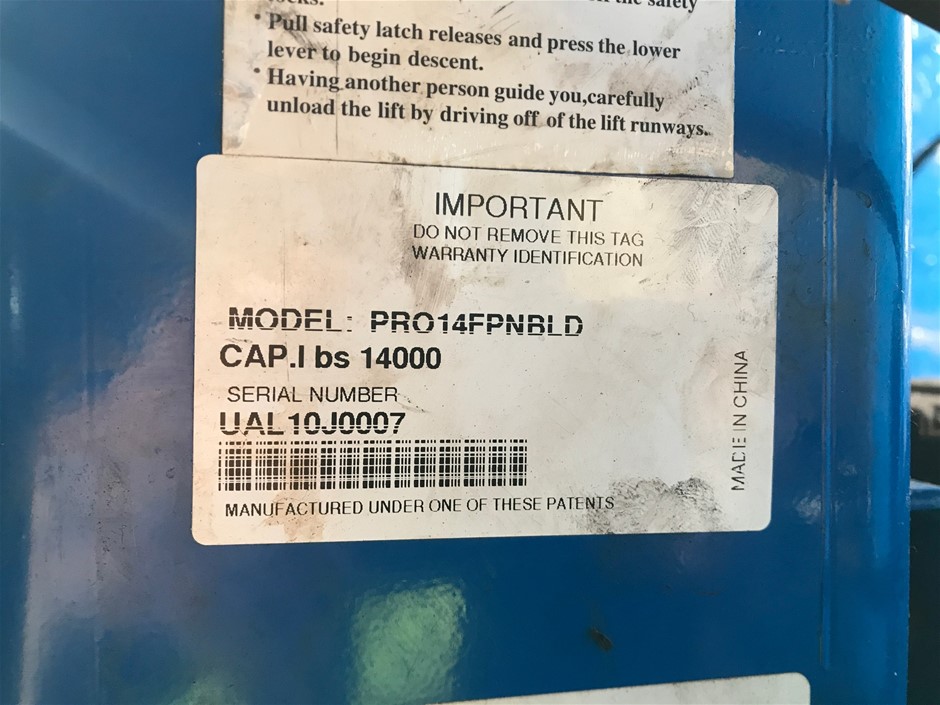 the safety
• Pull safety latch releases and press the lower
lever to begin descent.
• Having another person guide you,carefully
unload the lift by driving off of the lift runways.
IMPORTANT
DO NOT REMOVE THIS TAG
WARRANTY IDENTIFICATION
MODEL: PRO14FPNBLD
CAP.l bs 14000
SERIAL NUMBER
UAL10J0007
MANUFACTURED UNDER ONE OF THESE PATENTS
MADE IN CHINA